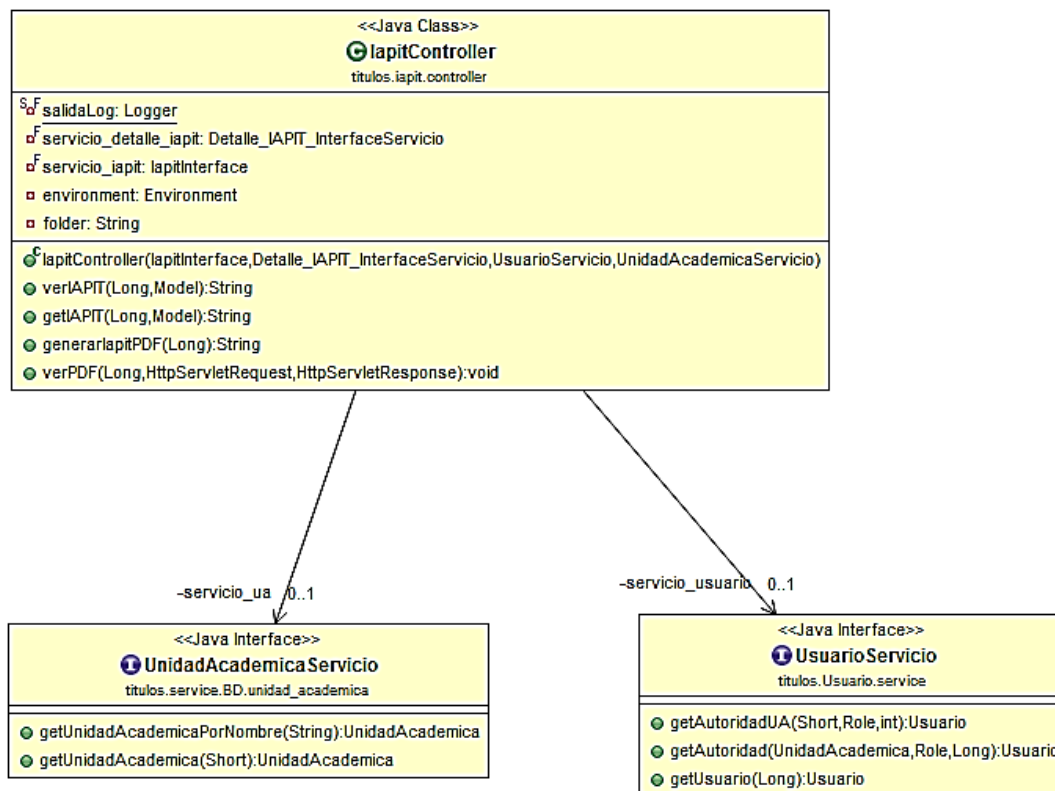 <<Java Class>>
IapitController
titulos.iapit.controller
salidaLog: Logger
servicio_detalle_iapit: Detalle_IAPIT_InterfaceServicio
servicio_iapit: IapitInterface
environment: Environment
folder: String
IapitController(IapitInterface,Detalle_IAPIT_InterfaceServicio,UsuarioServicio,UnidadAcademicaServicio)
verIAPIT(Long,Model):String
getIAPIT(Long,Model):String
generarIapitPDF(Long):String
verPDF(Long,HttpServletRequest,HttpServletResponse):void
-servicio_ua 0..1
-servicio_usuario 0..1
<<Java Interface>>
UnidadAcademicaServicio
titulos.service.BD.unidad_academica
getUnidadAcademicaPorNombre(String):UnidadAcademica
getUnidadAcademica(Short):UnidadAcademica
<<Java Interface>>
UsuarioServicio
titulos.Usuario.service
getAutoridadUA(Short,Role,int):Usuario
getAutoridad(UnidadAcademica,Role,Long):Usuario
getUsuario(Long):Usuario